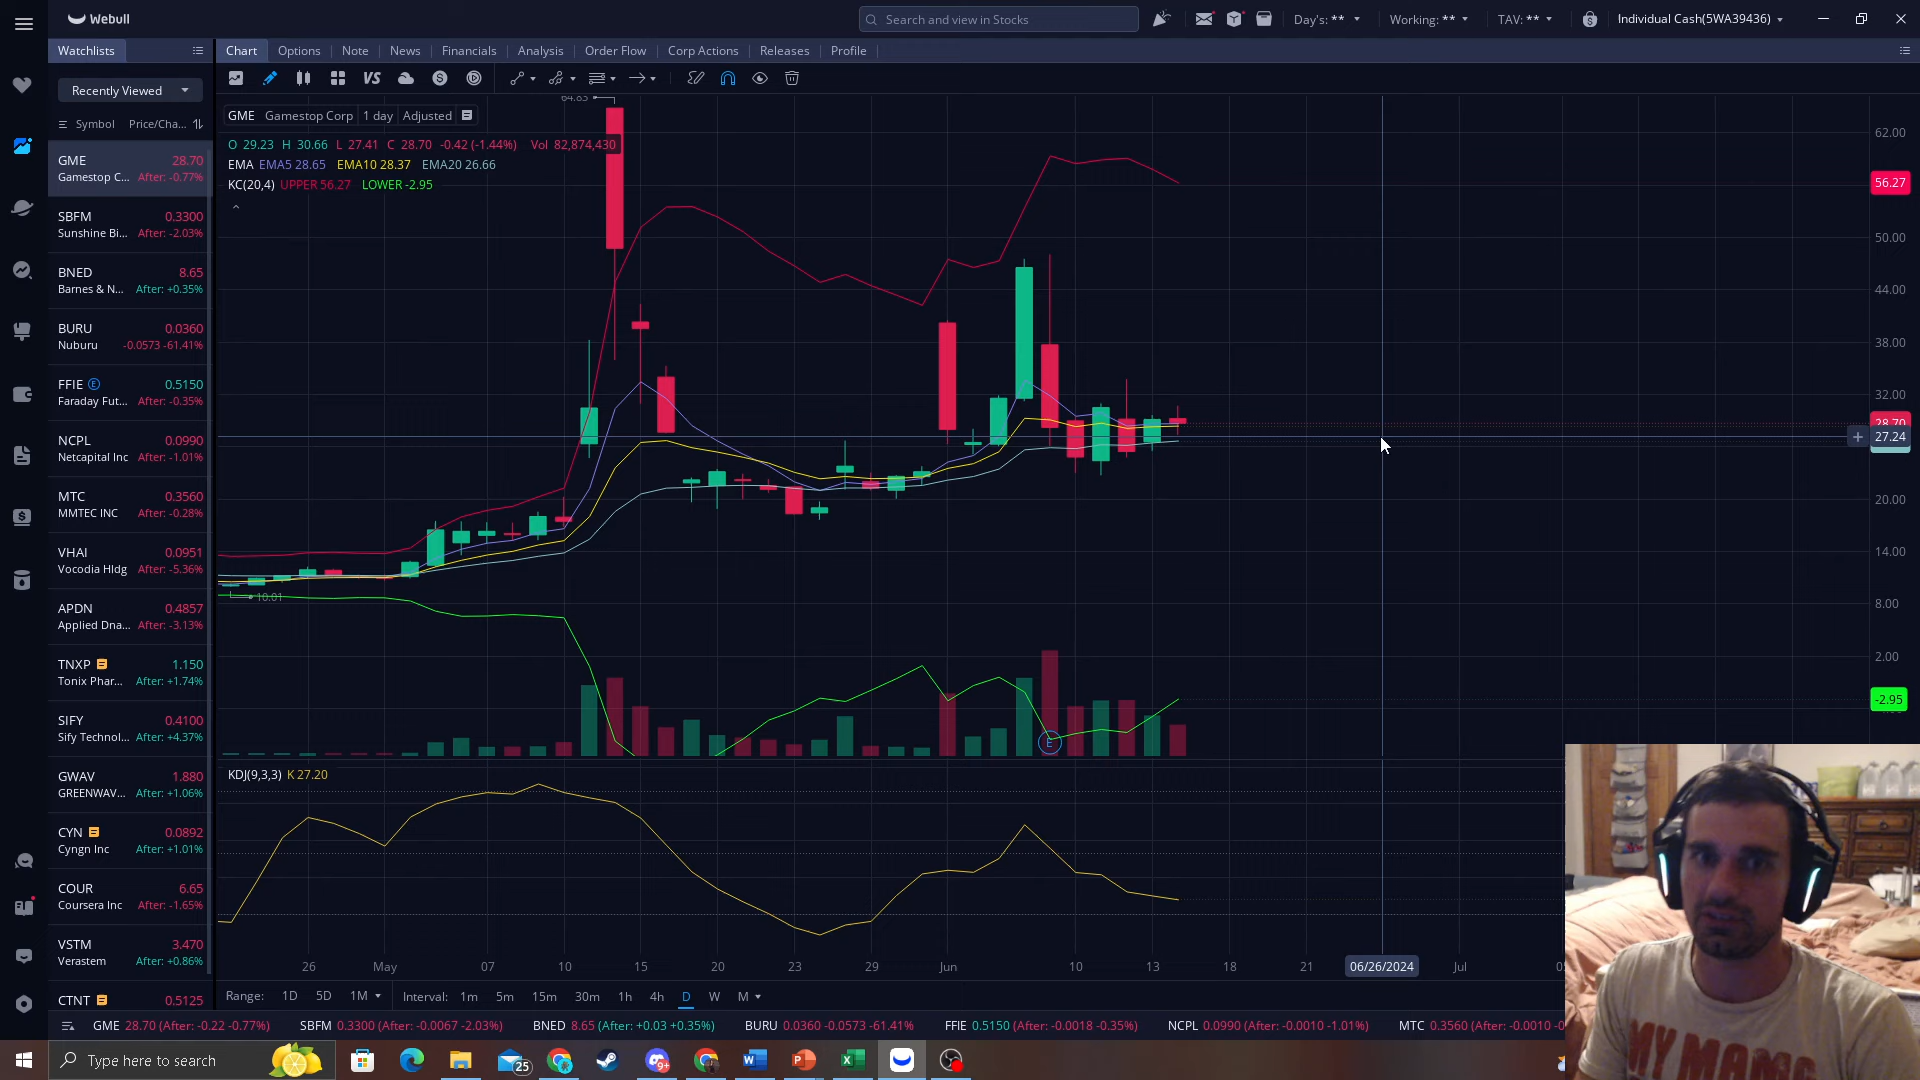 Webull
Search and view in Stocks
Day's: **
Working: **
TAV: **
Individual Cash(5WA39436)
Watchlists
Chart
Options
Note
News
Financials
Analysis
Order Flow
Corp Actions
Releases
Profile
Recently Viewed
VS
Symbol Price/Cha...
GME 28.70
Gamestop C... After: -0.77%
SBFM 0.3300
Sunshine Bi... After: -2.03%
BNED 8.65
Barnes & N... After: +0.35%
BURU 0.0360
Nuburu -0.0573 -61.41%
FFIE E 0.5150
Faraday Fut... After: -0.35%
NCPL 0.0990
Netcapital Inc After: -1.01%
MTC 0.3560
MMTEC INC After: -0.28%
VHAI 0.0951
Vocodia Hldg After: -5.36%
APDN 0.4857
Applied Dna... After: -3.13%
TNXP 1.150
Tonix Phar... After: +1.74%
SIFY 0.4100
Sify Technol... After: +4.37%
GWAV 1.880
GREENWAV... After: +1.06%
CYN 0.0892
Cyngn Inc After: +1.01%
COUR 6.65
Coursera Inc After: -1.65%
VSTM 3.470
Verastem After: +0.86%
CTNT 0.5125
64.83
GME Gamestop Corp 1 day Adjusted
O 29.23 H 30.66 L 27.41 C 28.70 -0.42 (-1.44%) Vol 82,874,430
EMA EMA5 28.65 EMA10 28.37 EMA20 26.66
KC(20,4) UPPER 56.27 LOWER -2.95
62.00
56.27
50.00
44.00
38.00
32.00
28.70
27.24
20.00
14.00
8.00
2.00
-2.95
10.01
E
KDJ(9,3,3) K 27.20
26 May 07 10 15 20 23 29 Jun 10 13 18 21 06/26/2024 Jul
Range: 1D 5D 1M Interval: 1m 5m 15m 30m 1h 4h D W M
GME 28.70 (After: -0.22 -0.77%) SBFM 0.3300 (After: -0.0067 -2.03%) BNED 8.65 (After: +0.03 +0.35%) BURU 0.0360 -0.0573 -61.41% FFIE 0.5150 (After: -0.0018 -0.35%) NCPL 0.0990 (After: -0.0010 -1.01%) MTC 0.3560 (After: -0.0010 -0
Type here to search
25
9+
MY MAMA